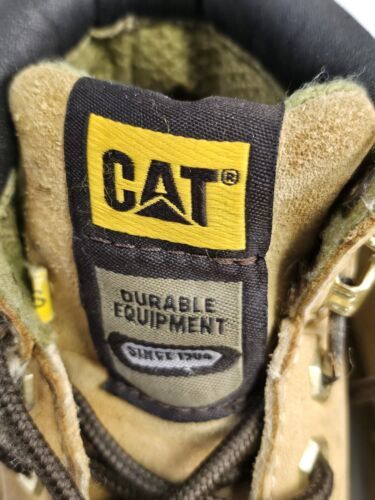 CAT®
DURABLE
EQUIPMENT
SINCE 1904
S